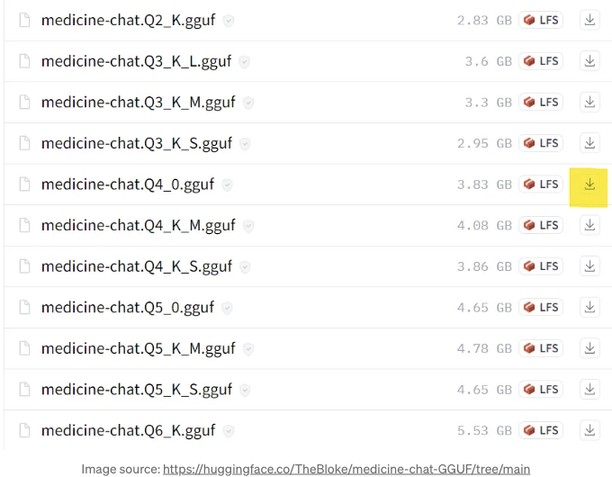 medicine-chat.Q2_K.gguf 2.83 GB LFS
medicine-chat.Q3_K_L.gguf 3.6 GB LFS
medicine-chat.Q3_K_M.gguf 3.3 GB LFS
medicine-chat.Q3_K_S.gguf 2.95 GB LFS
medicine-chat.Q4_0.gguf 3.83 GB LFS
medicine-chat.Q4_K_M.gguf 4.08 GB LFS
medicine-chat.Q4_K_S.gguf 3.86 GB LFS
medicine-chat.Q5_0.gguf 4.65 GB LFS
medicine-chat.Q5_K_M.gguf 4.78 GB LFS
medicine-chat.Q5_K_S.gguf 4.65 GB LFS
medicine-chat.Q6_K.gguf 5.53 GB LFS
Image source: https://huggingface.co/TheBloke/medicine-chat-GGUF/tree/main